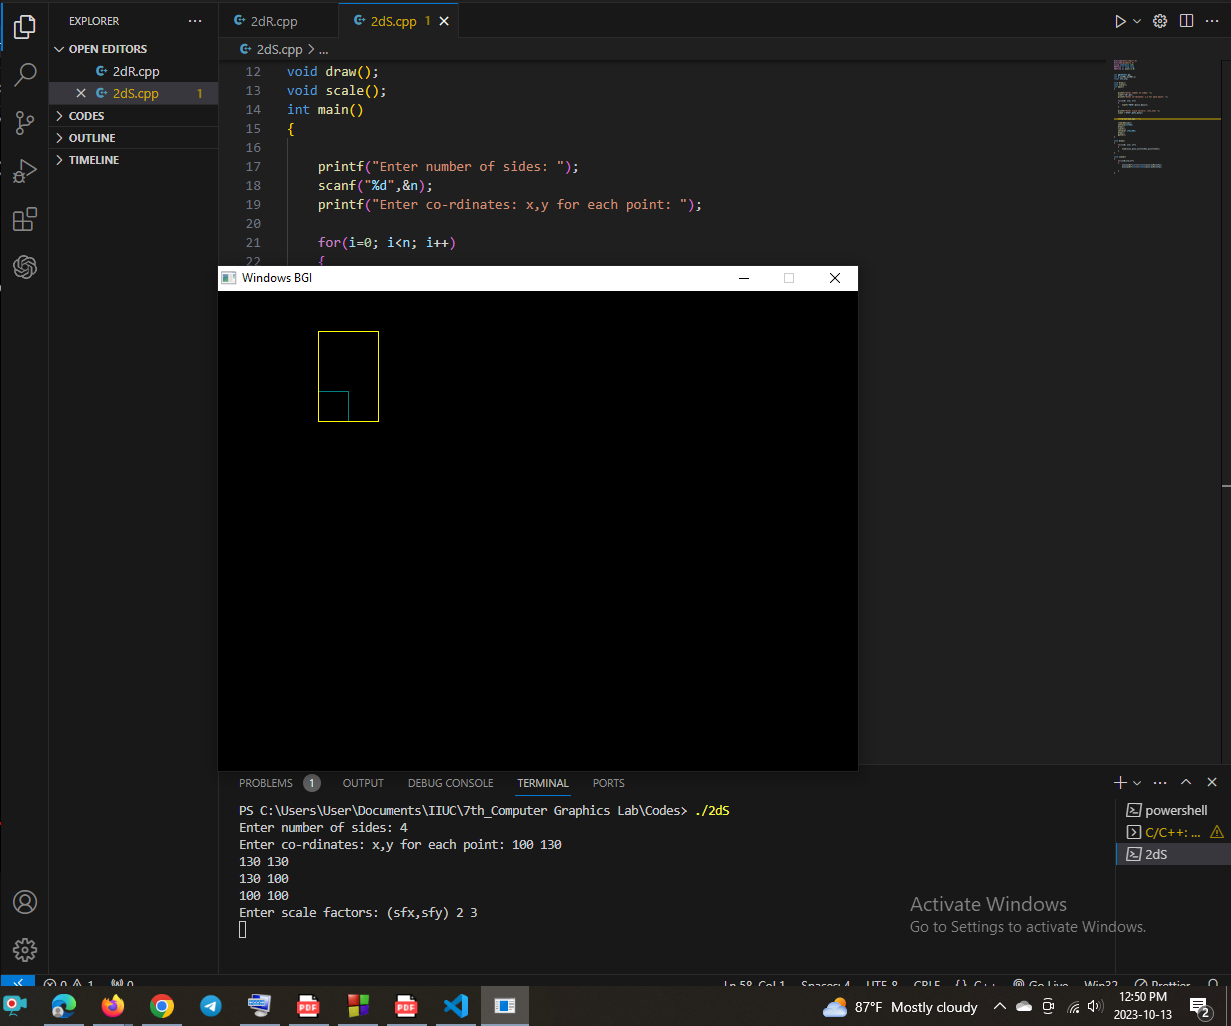 EXPLORER
2dR.cpp
2dS.cpp 1
OPEN EDITORS
2dR.cpp
2dS.cpp 1
CODES
OUTLINE
TIMELINE
2dS.cpp > ...
12 void draw();
13 void scale();
14 int main()
15 {
16
17 printf("Enter number of sides: ");
18 scanf("%d",&n);
19 printf("Enter co-rdinates: x,y for each point: ");
20
21 for(i=0; i<n; i++)
22 {
Windows BGI
PROBLEMS 1 OUTPUT DEBUG CONSOLE TERMINAL PORTS
PS C:\Users\User\Documents\IIUC\7th_Computer Graphics Lab\Codes> ./2dS
Enter number of sides: 4
Enter co-rdinates: x,y for each point: 100 130
130 130
130 100
100 100
Enter scale factors: (sfx,sfy) 2 3
powershell
C/C++: ...
2dS
Activate Windows
Go to Settings to activate Windows.
0 1 0 Ln 58, Col 1 Spaces: 4 UTF-8 CRLF {} C++ Go Live Win32 Prettier
PDF
PDF
87°F Mostly cloudy
12:50 PM
2023-10-13
2